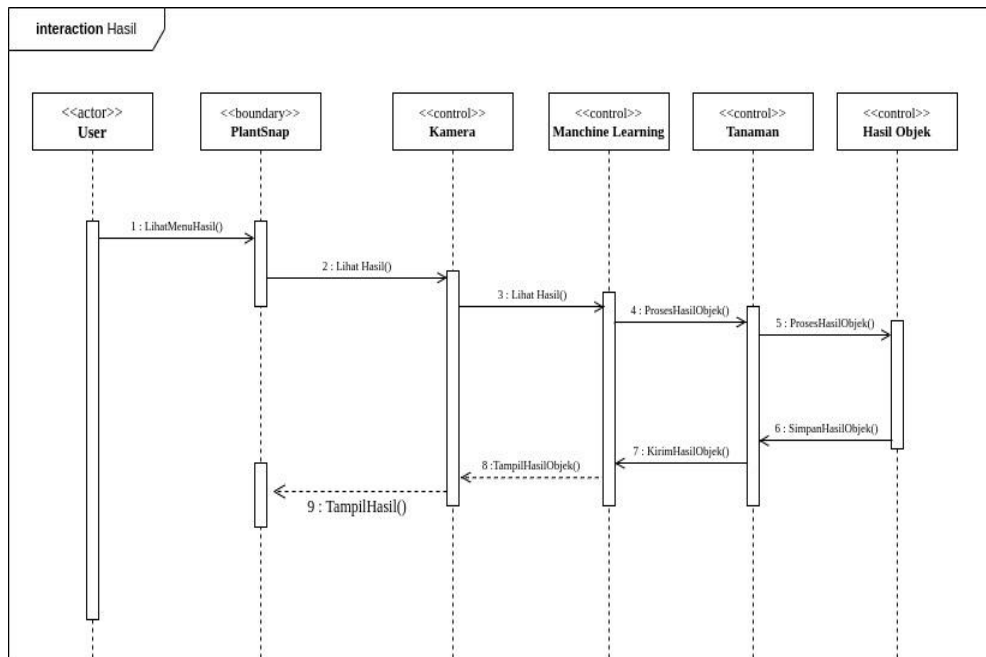 interaction Hasil
<<actor>>
User
<<boundary>>
PlantSnap
<<control>>
Kamera
<<control>>
Manchine Learning
<<control>>
Tanaman
<<control>>
Hasil Objek
1 : LihatMenuHasil()
2 : Lihat Hasil()
3 : Lihat Hasil()
4 : ProsesHasilObjek()
5 : ProsesHasilObjek()
6 : SimpanHasilObjek()
7 : KirimHasilObjek()
8 :TampilHasilObjek()
9 : TampilHasil()